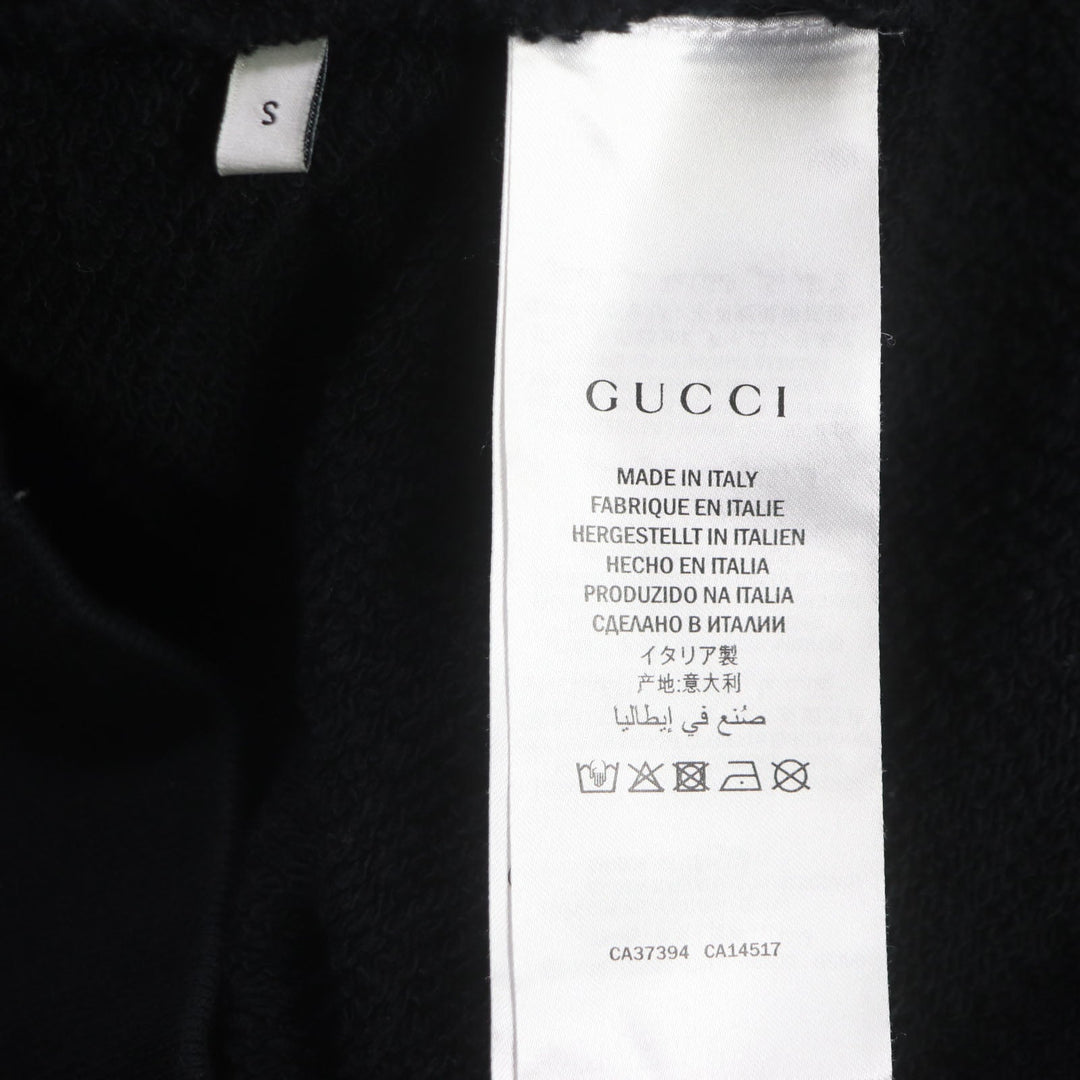 S
GUCCI
MADE IN ITALY
FABRIQUE EN ITALIE
HERGESTELLT IN ITALIEN
HECHO EN ITALIA
PRODUZIDO NA ITALIA
СДЕЛАНО В ИТАЛИИ
イタリア製
产地:意大利
صُنع في إيطاليا
CA37394 CA14517